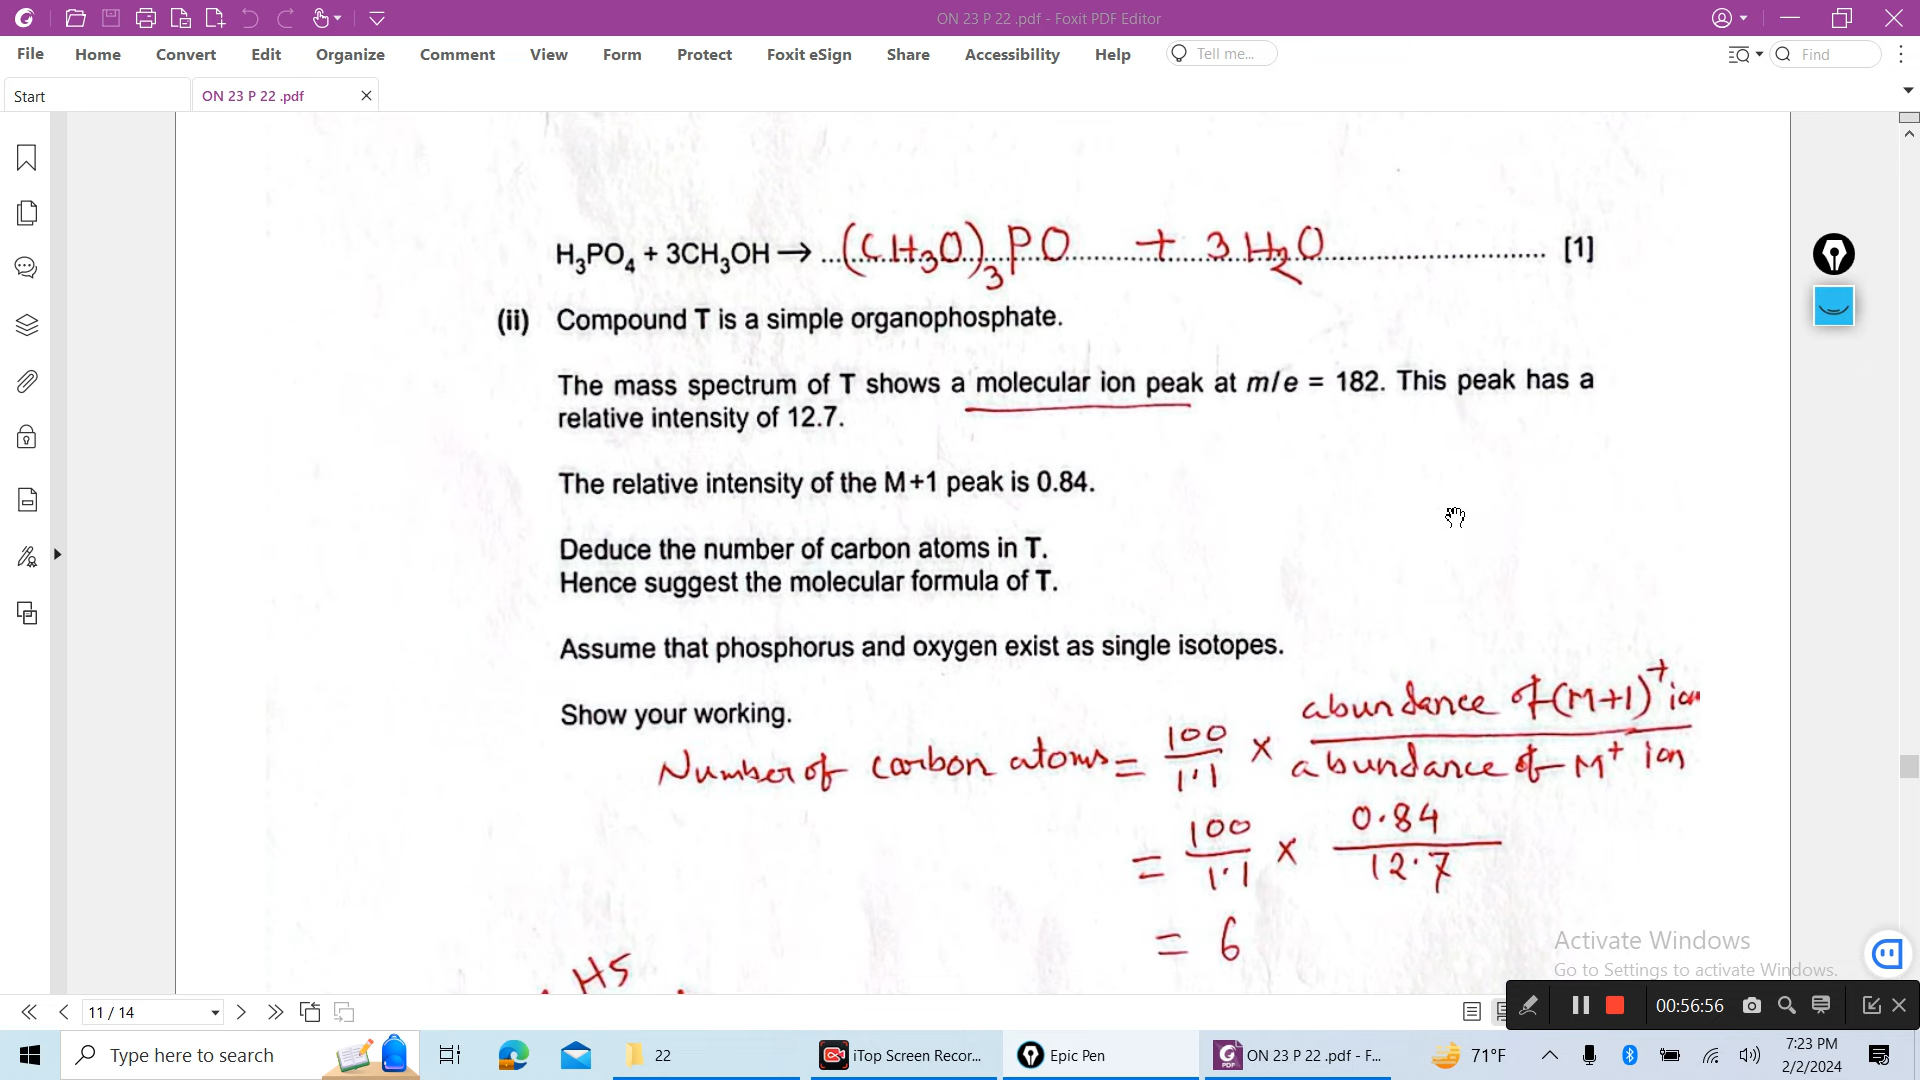 ON 23 P 22 .pdf - Foxit PDF Editor
File Home Convert Edit Organize Comment View Form Protect Foxit eSign Share Accessibility Help Tell me... Find
Start ON 23 P 22 .pdf
H₃PO₄ + 3CH₃OH → (CH₃O)₃PO + 3H₂O [1]
(ii) Compound T is a simple organophosphate.
The mass spectrum of T shows a molecular ion peak at m/e = 182. This peak has a
relative intensity of 12.7.
The relative intensity of the M+1 peak is 0.84.
Deduce the number of carbon atoms in T.
Hence suggest the molecular formula of T.
Assume that phosphorus and oxygen exist as single isotopes.
Show your working.
Number of carbon atoms = 100/1.1 × abundance of (M+1)⁺ ion / abundance of M⁺ ion
= 100/1.1 × 0.84/12.7
= 6
H5
Activate Windows
Go to Settings to activate Windows.
11 / 14
00:56:56
Type here to search 22 iTop Screen Recor... Epic Pen ON 23 P 22 .pdf - F... 71°F 7:23 PM
2/2/2024